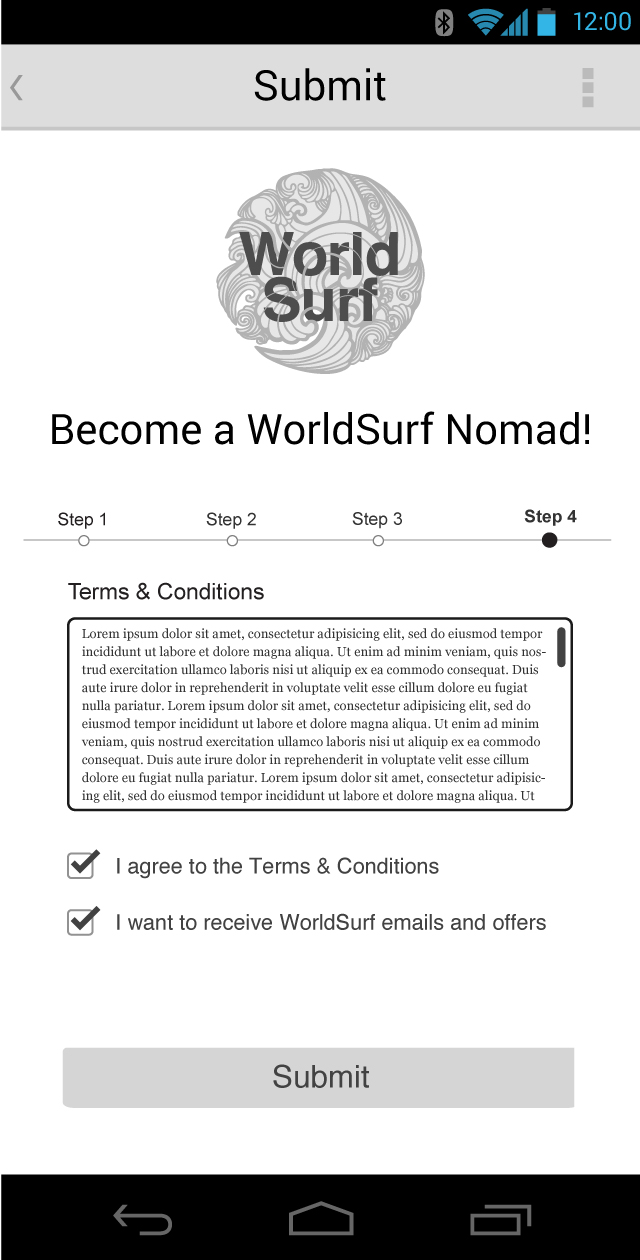 12:00
Submit
World
Surf
Become a WorldSurf Nomad!
Step 1 Step 2 Step 3 Step 4
Terms & Conditions
Lorem ipsum dolor sit amet, consectetur adipisicing elit, sed do eiusmod tempor
incididunt ut labore et dolore magna aliqua. Ut enim ad minim veniam, quis nos-
trud exercitation ullamco laboris nisi ut aliquip ex ea commodo consequat. Duis
aute irure dolor in reprehenderit in voluptate velit esse cillum dolore eu fugiat
nulla pariatur. Lorem ipsum dolor sit amet, consectetur adipisicing elit, sed do
eiusmod tempor incididunt ut labore et dolore magna aliqua. Ut enim ad minim
veniam, quis nostrud exercitation ullamco laboris nisi ut aliquip ex ea commodo
consequat. Duis aute irure dolor in reprehenderit in voluptate velit esse cillum
dolore eu fugiat nulla pariatur. Lorem ipsum dolor sit amet, consectetur adipisic-
ing elit, sed do eiusmod tempor incididunt ut labore et dolore magna aliqua. Ut
I agree to the Terms & Conditions
I want to receive WorldSurf emails and offers
Submit